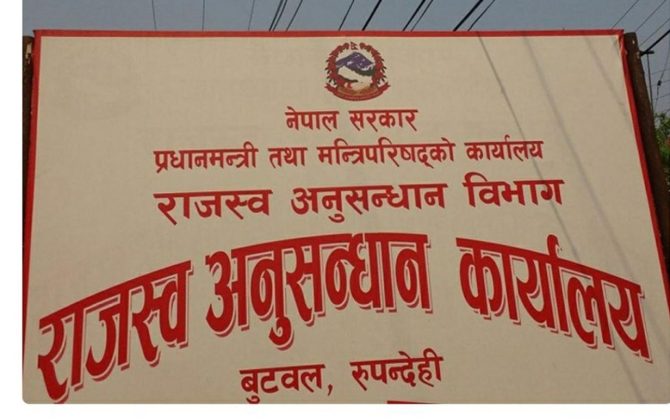 नेपाल सरकार
प्रधानमन्त्री तथा मन्त्रिपरिषद्को कार्यालय
राजस्व अनुसन्धान विभाग
राजस्व अनुसन्धान कार्यालय
बुटवल, रुपन्देही